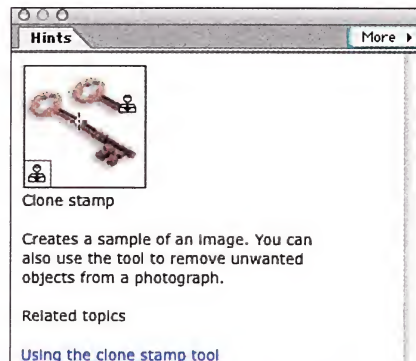 Hints
More
Clone stamp
Creates a sample of an image. You can
also use the tool to remove unwanted
objects from a photograph.
Related topics
Using the clone stamp tool